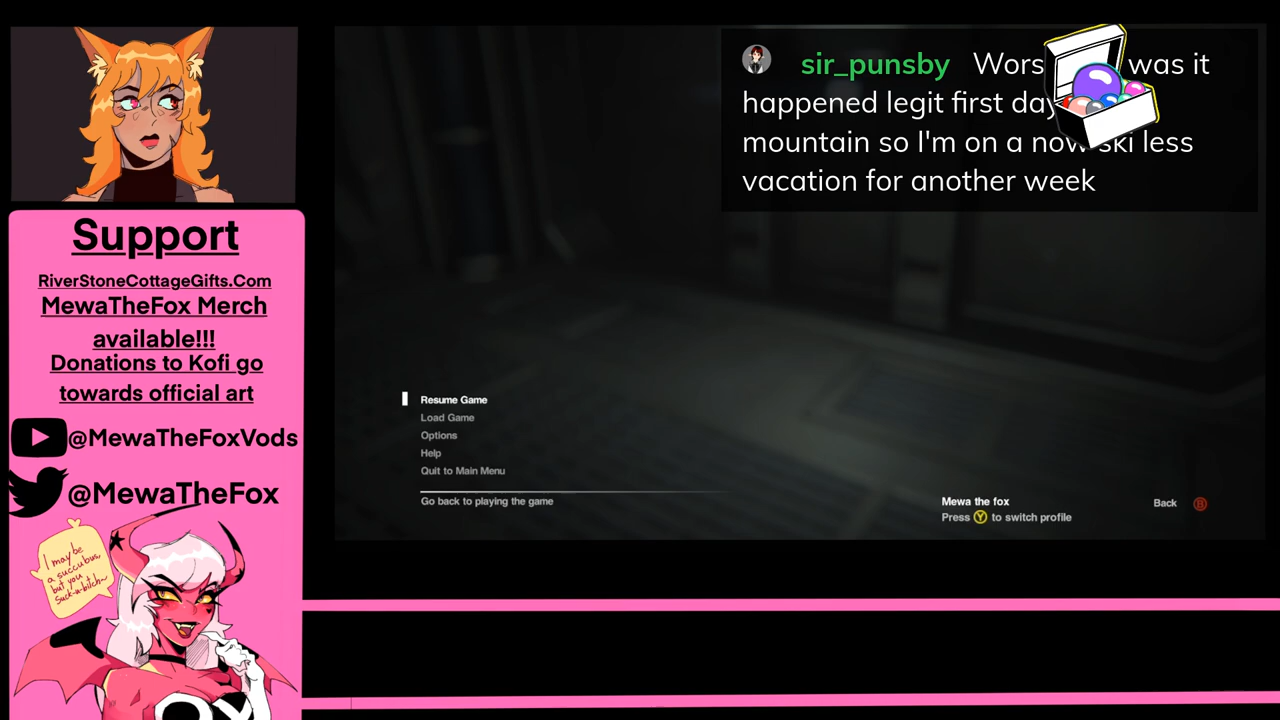 sir_punsby Wors was it
happened legit first day
mountain so I'm on a now ski less
vacation for another week
Support
RiverStoneCottageGifts.Com
MewaTheFox Merch
available!!!
Donations to Kofi go
towards official art
@MewaTheFoxVods
@MewaTheFox
I maybe
a succubus,
but you
suck-a-bitch~
Resume Game
Load Game
Options
Help
Quit to Main Menu
Go back to playing the game
Mewa the fox
Press Y to switch profile
Back B